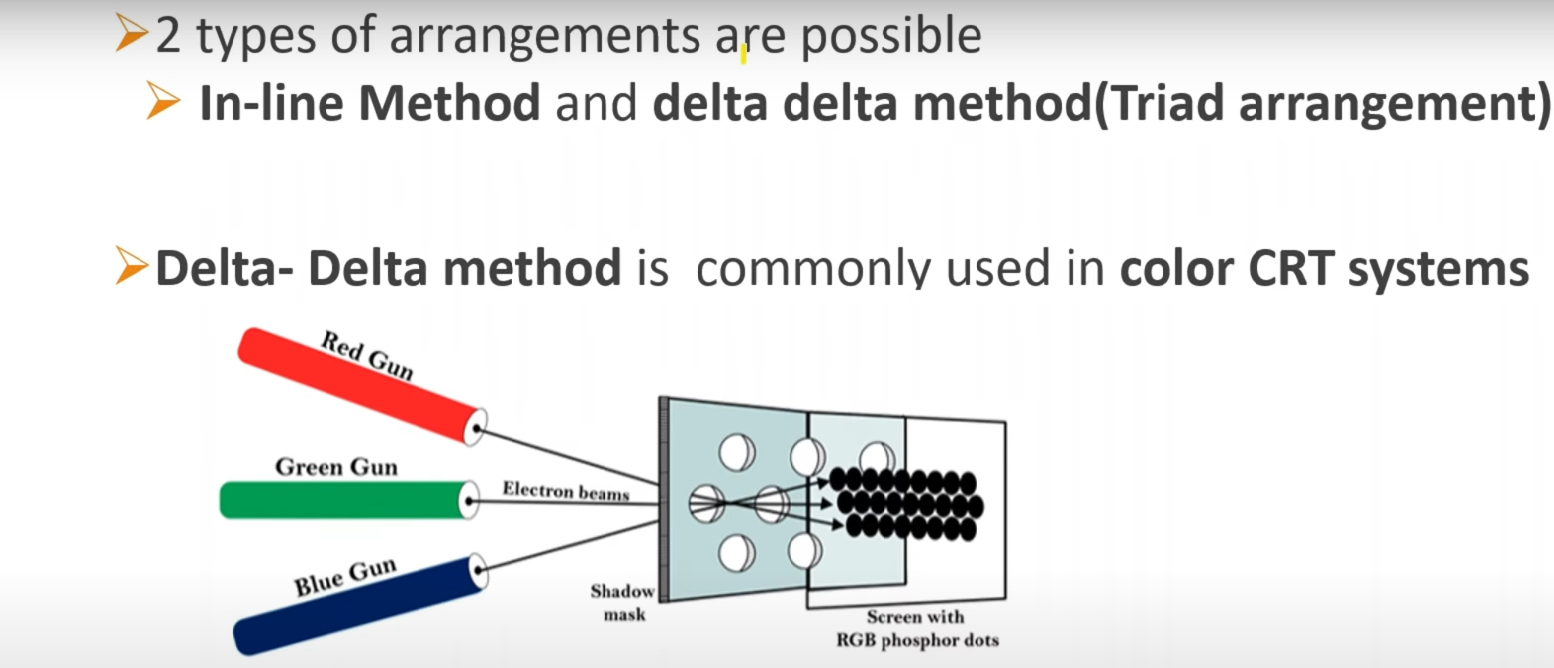 2 types of arrangements are possible
In-line Method and delta delta method(Triad arrangement)
Delta- Delta method is commonly used in color CRT systems
Red Gun
Green Gun
Electron beams
Blue Gun
Shadow
mask
Screen with
RGB phosphor dots